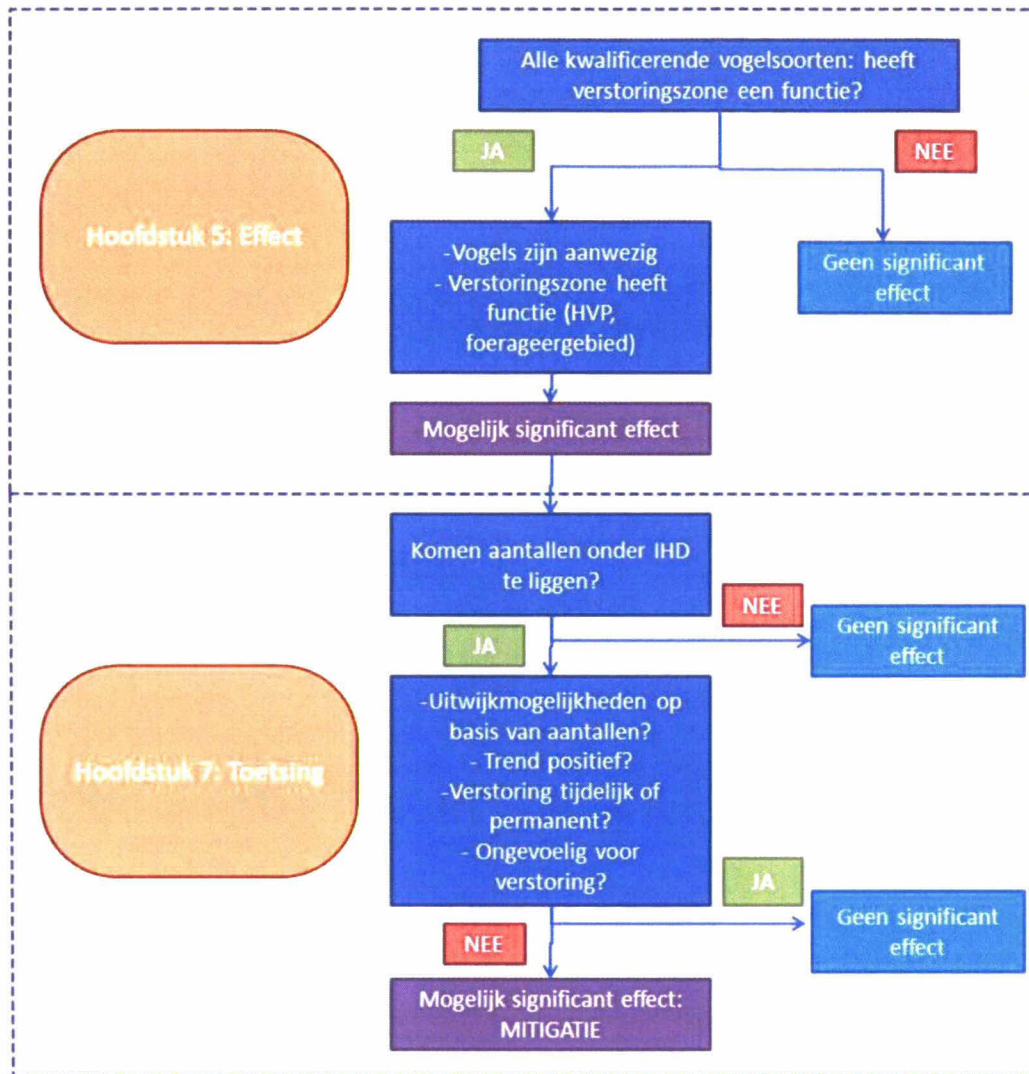 Alle kwalificerende vogelsoorten: heeft
verstoringszone een functie?
JA
NEE
Hoofdstuk 5: Effect
-Vogels zijn aanwezig
- Verstoringszone heeft
functie (HVP,
foerageergebied)
Geen significant
effect
Mogelijk significant effect
Komen aantallen onder IHD
te liggen?
NEE
JA
Geen significant
effect
Hoofdstuk 7: Toetsing
-Uitwijkmogelijkheden op
basis van aantallen?
- Trend positief?
-Verstoring tijdelijk of
permanent?
- Ongevoelig voor
verstoring?
JA
NEE
Geen significant
effect
Mogelijk significant effect:
MITIGATIE